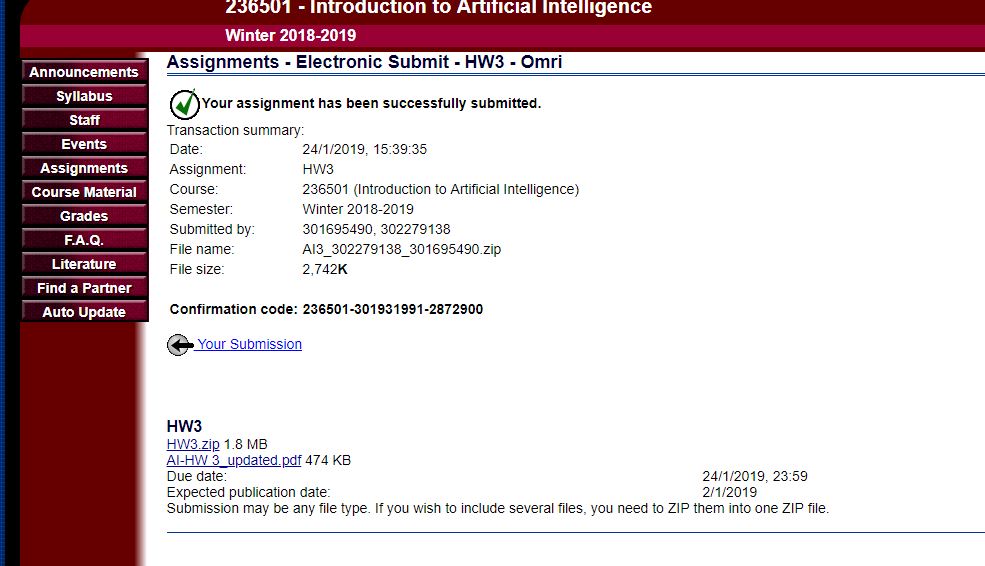 236501 - Introduction to Artificial Intelligence
Winter 2018-2019
Announcements
Syllabus
Staff
Events
Assignments
Course Material
Grades
F.A.Q.
Literature
Find a Partner
Auto Update
Assignments - Electronic Submit - HW3 - Omri
Your assignment has been successfully submitted.
Transaction summary:
Date: 24/1/2019, 15:39:35
Assignment: HW3
Course: 236501 (Introduction to Artificial Intelligence)
Semester: Winter 2018-2019
Submitted by: 301695490, 302279138
File name: AI3_302279138_301695490.zip
File size: 2,742K
Confirmation code: 236501-301931991-2872900
Your Submission
HW3
HW3.zip 1.8 MB
AI-HW 3_updated.pdf 474 KB
Due date: 24/1/2019, 23:59
Expected publication date: 2/1/2019
Submission may be any file type. If you wish to include several files, you need to ZIP them into one ZIP file.